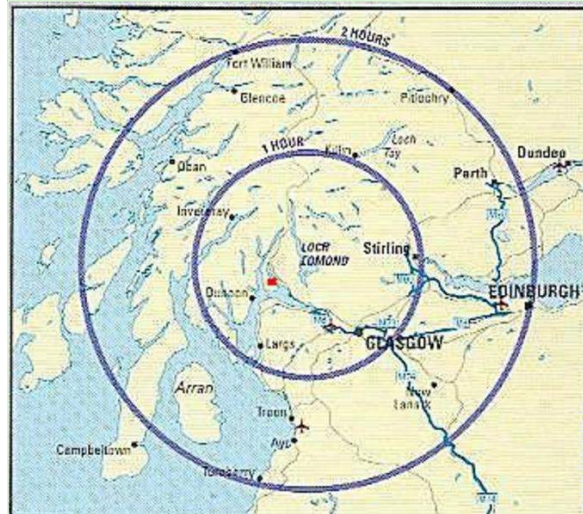 2 HOURS
Fort William
Glencoe
Pitlochry
1 HOUR
Killin
Loch
Tay
Dundee
Oban
Perth
Inveraray
LOCH
LOMOND
Stirling
Dunoon
EDINBURGH
GLASGOW
Largs
Arran
New
Lanark
Troon
Ayr
Campbeltown
Turnberry